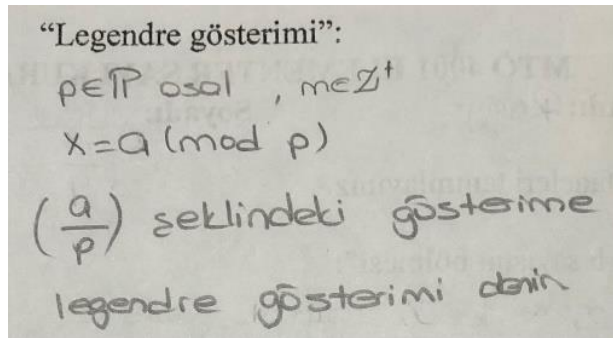 “Legendre gösterimi”:
p∈ℙ asal , m∈ℤ⁺
x=a (mod p)
(a/p) şeklindeki gösterime
legendre gösterimi denir